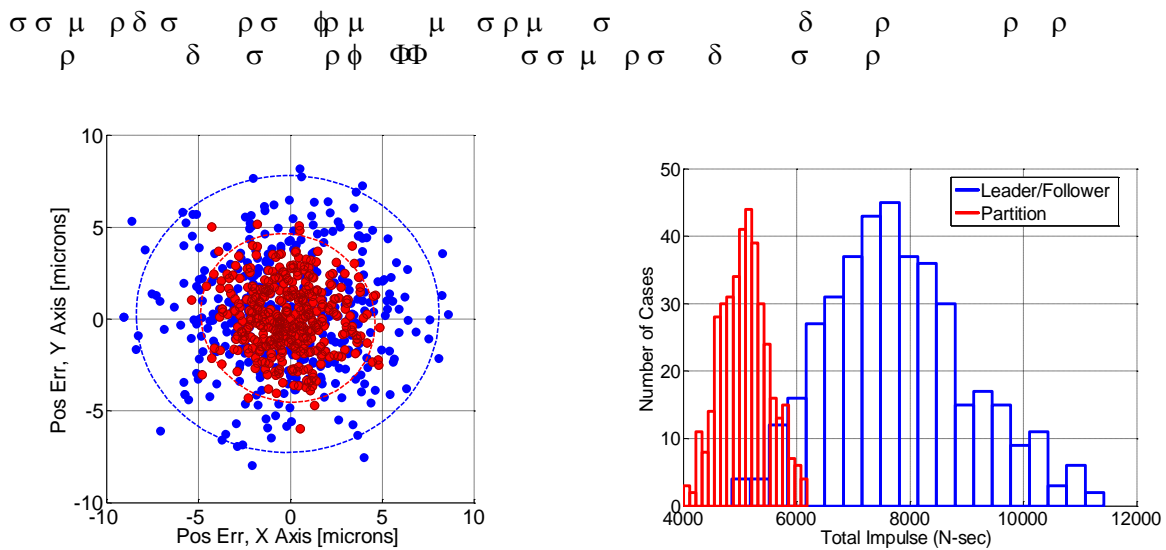 σ σ μ ρ δ σ ρ σ ϕρ μ μ σ ρ μ σ δ ρ ρ ρ
ρ δ σ ρ ϕ ΦΦ σ σ μ ρ σ δ σ ρ
10
5
0
-5
-10
Pos Err, Y Axis [microns]
-10 -5 0 5 10
Pos Err, X Axis [microns]
50
40
30
20
10
0
Number of Cases
Leader/Follower
Partition
4000 6000 8000 10000 12000
Total Impulse (N-sec)